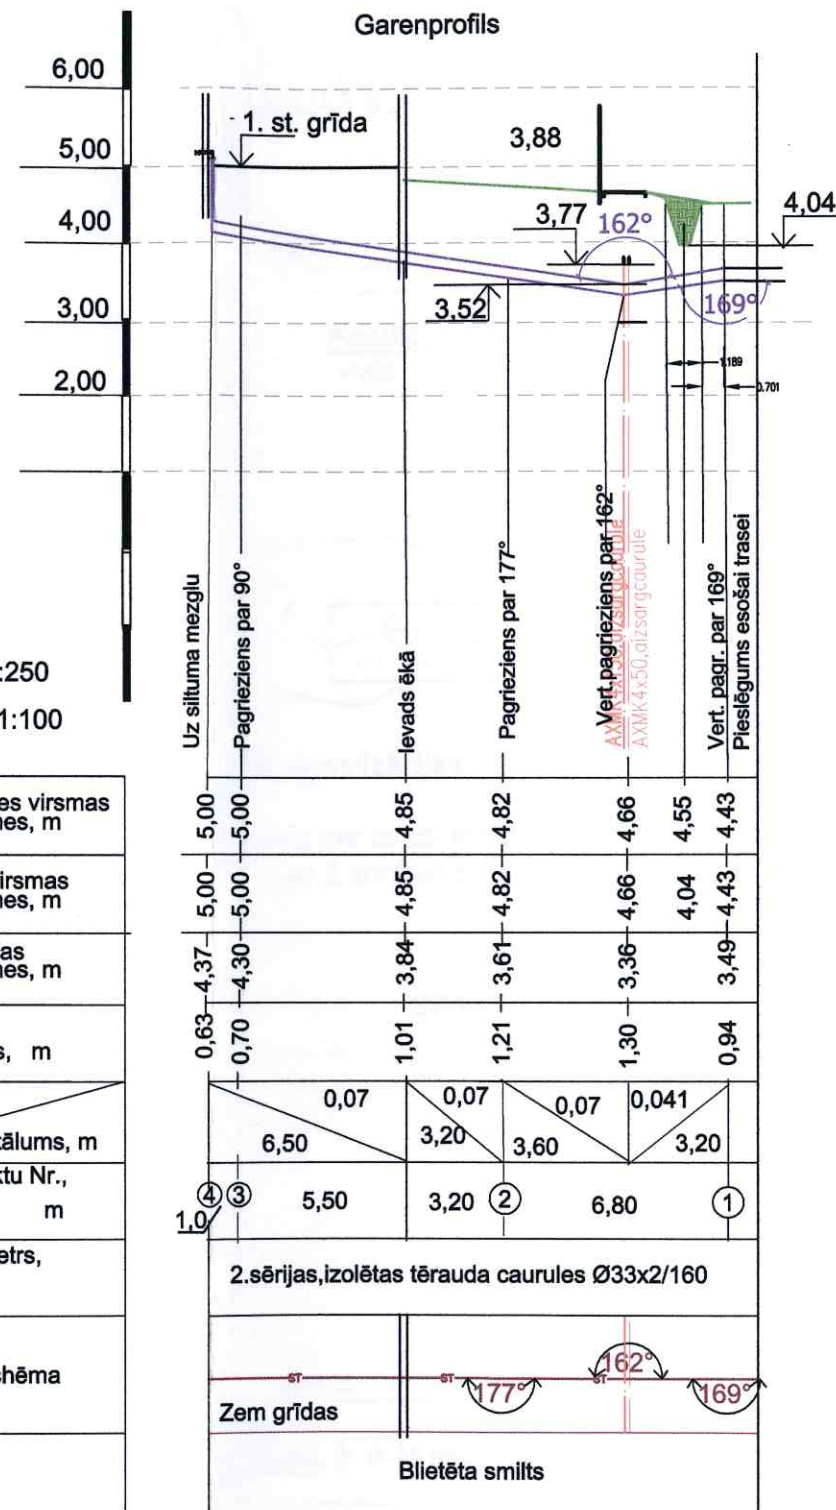 Garenprofils
6,00
5,00
4,00
3,00
2,00
1. st. grīda
3,88
3,77
162°
4,04
3,52
169°
1.189
0.701
Uz siltuma mezglu
Pagrieziens par 90°
Ievads ēkā
Pagrieziens par 177°
Vert.pagrieziens par 162°
AXMK 4x50,aizsargcaurule
AXMK 4x50,aizsargcaurule
Vert. pagr. par 169°
Pieslēgums esošai trasei
:250
1:100
es virsmas
nes, m
5,00 5,00 4,85 4,82 4,66 4,55 4,43
virsmas
nes, m
5,00 5,00 4,85 4,82 4,66 4,04 4,43
as
nes, m
4,37 4,30 3,84 3,61 3,36 3,49
s, m
0,63 0,70 1,01 1,21 1,30 0,94
0,07 0,07 0,07 0,041
tālums, m
6,50 3,20 3,60 3,20
ktu Nr.,
m
4 3 5,50 3,20 2 6,80 1
1,0
etrs,
2.sērijas,izolētas tērauda caurules Ø33x2/160
shēma
ST ST ST
177° 162° 169°
Zem grīdas
Blietēta smilts